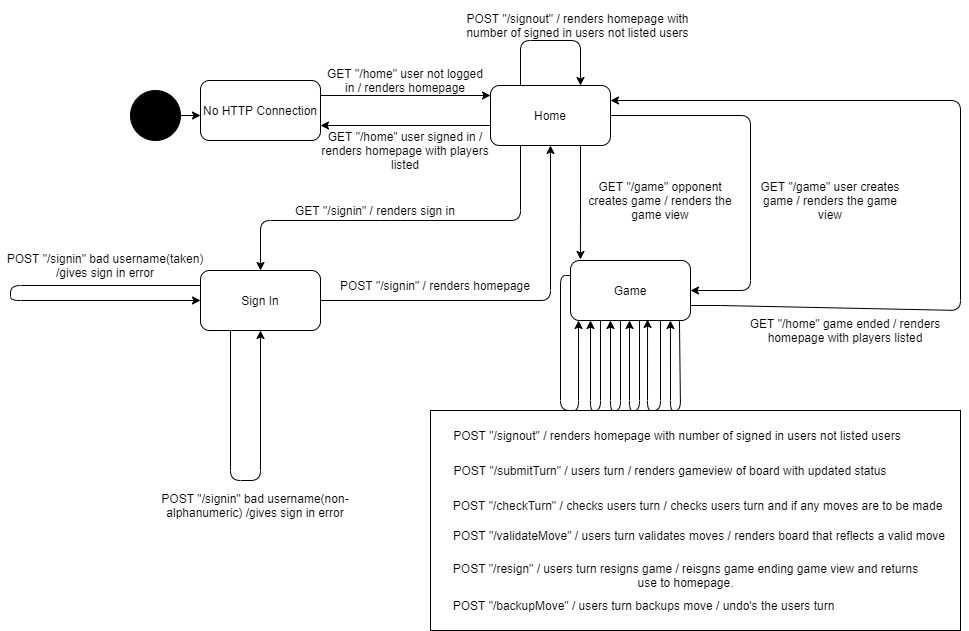 POST "/signout" / renders homepage with
number of signed in users not listed users
GET "/home" user not logged
in / renders homepage
No HTTP Connection
Home
GET "/home" user signed in /
renders homepage with players
listed
GET "/game" opponent
creates game / renders the
game view
GET "/game" user creates
game / renders the game
view
GET "/signin" / renders sign in
POST "/signin" bad username(taken)
/gives sign in error
Sign In
POST "/signin" / renders homepage
Game
GET "/home" game ended / renders
homepage with players listed
POST "/signin" bad username(non-
alphanumeric) /gives sign in error
POST "/signout" / renders homepage with number of signed in users not listed users
POST "/submitTurn" / users turn / renders gameview of board with updated status
POST "/checkTurn" / checks users turn / checks users turn and if any moves are to be made
POST "/validateMove" / users turn validates moves / renders board that reflects a valid move
POST "/resign" / users turn resigns game / reisgns game ending game view and returns
use to homepage.
POST "/backupMove" / users turn backups move / undo's the users turn